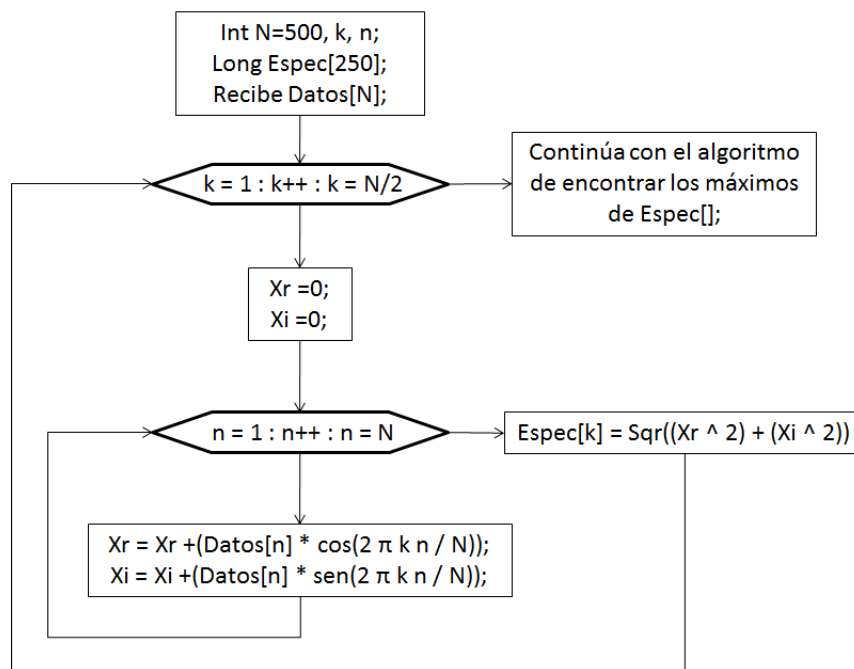 Int N=500, k, n;
Long Espec[250];
Recibe Datos[N];
k = 1 : k++ : k = N/2
Continúa con el algoritmo
de encontrar los máximos
de Espec[];
Xr =0;
Xi =0;
n = 1 : n++ : n = N
Espec[k] = Sqr((Xr ^ 2) + (Xi ^ 2))
Xr = Xr +(Datos[n] * cos(2 π k n / N));
Xi = Xi +(Datos[n] * sen(2 π k n / N));